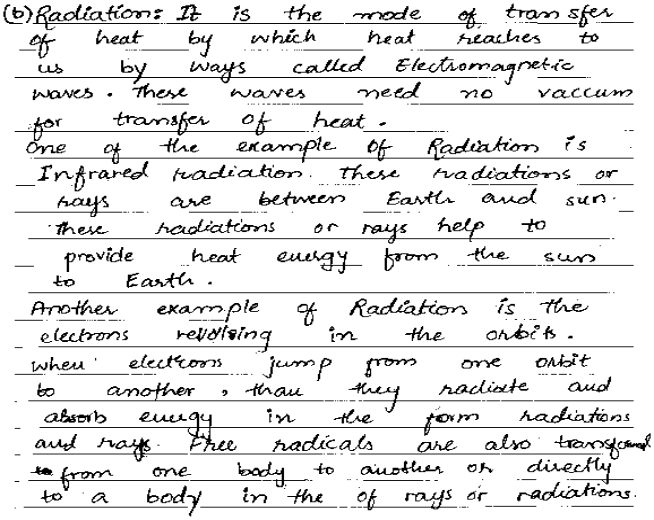 (b) Radiation: It is the mode of transfer
of heat by which heat reaches to
us by ways called Electromagnetic
waves. These waves need no vaccum
for transfer of heat.
One of the example of Radiation is
Infrared radiation. These radiations or
rays are between Earth and sun.
These radiations or rays help to
provide heat energy from the sun
to Earth.
Another example of Radiation is the
electrons revolving in the orbits.
when electrons jump from one orbit
to another, than they radiate and
absorb energy in the form radiations
and rays. Free radicals are also
from one body to another or directly
to a body in the of rays or radiations.